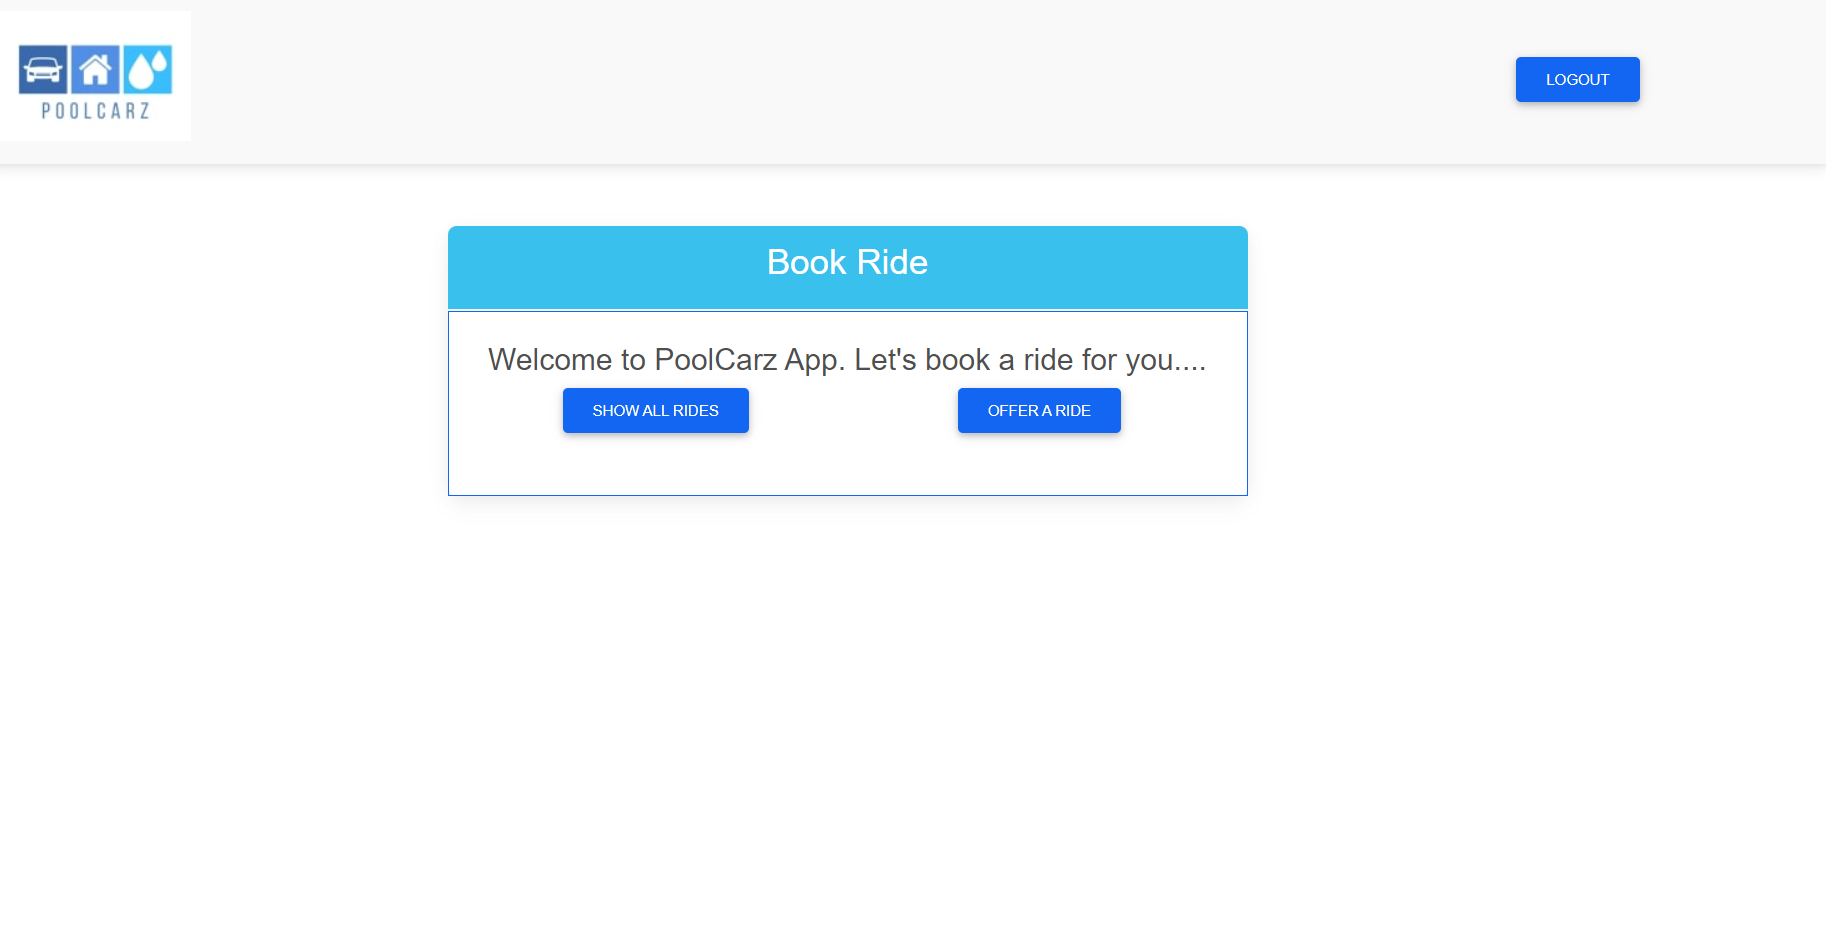 POOLCARZ
LOGOUT
Book Ride
Welcome to PoolCarz App. Let's book a ride for you....
SHOW ALL RIDES
OFFER A RIDE